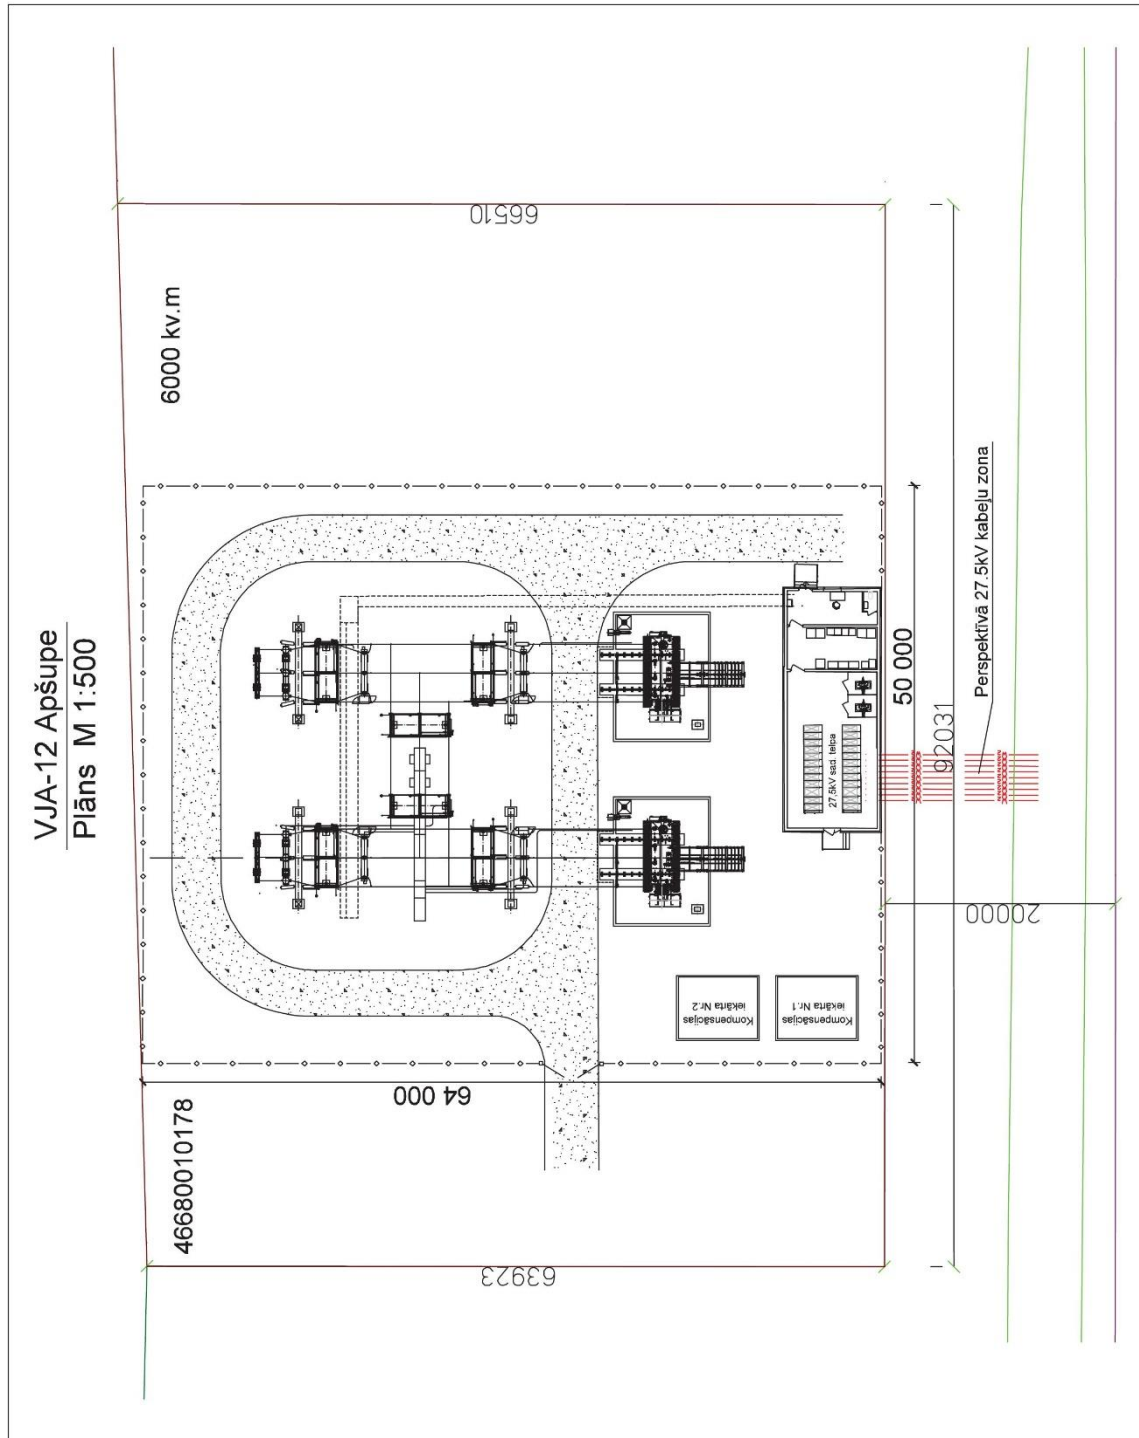 VJA-12 Apšupe
Plāns M 1:500
6000 kv.m
46680010178
66510
63923
64 000
50 000
92031
20000
Perspektīvā 27.5kV kabeļu zona
27,5kV sad. telpa
Kompensācijas
iekārta Nr.2
Kompensācijas
iekārta Nr.1